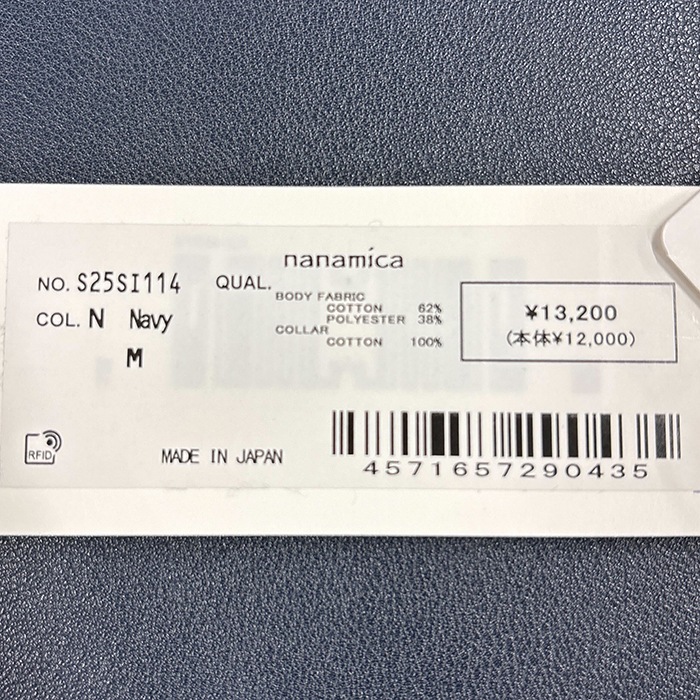 nanamica
NO. S25SI114
COL. N Navy
M
QUAL.
BODY FABRIC
COTTON 62%
POLYESTER 38%
COLLAR
COTTON 100%
¥13,200
(本体¥12,000)
RFID
MADE IN JAPAN
4571657290435